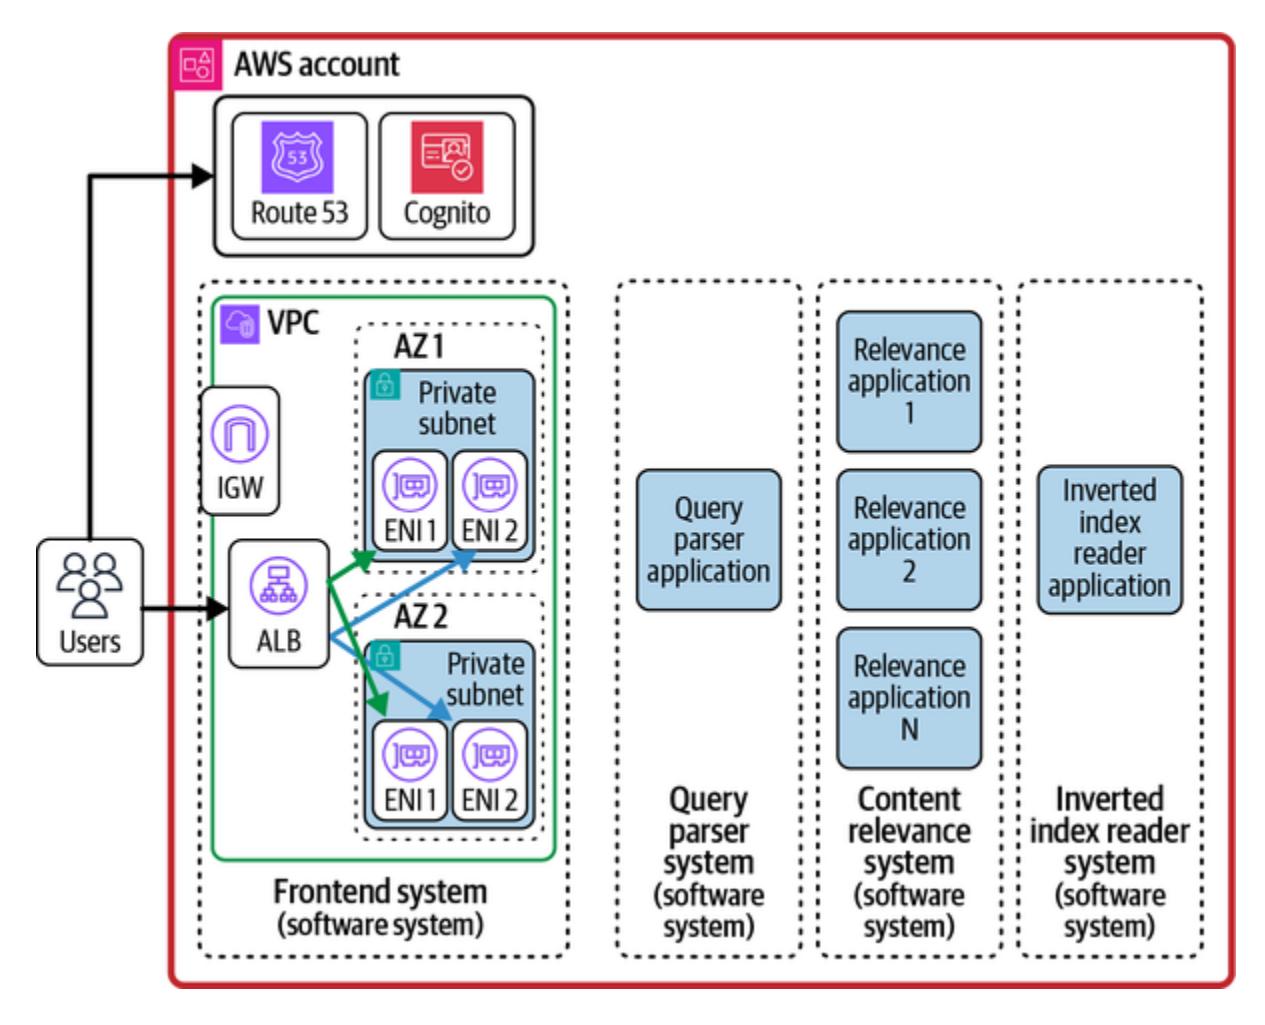 AWS account
53
Route 53
Cognito
VPC
AZ 1
Private
subnet
ENI 1
ENI 2
IGW
Users
ALB
AZ 2
Private
subnet
ENI 1
ENI 2
Frontend system
(software system)
Query
parser
application
Query
parser
system
(software
system)
Relevance
application
1
Relevance
application
2
Relevance
application
N
Content
relevance
system
(software
system)
Inverted
index
reader
application
Inverted
index reader
system
(software
system)